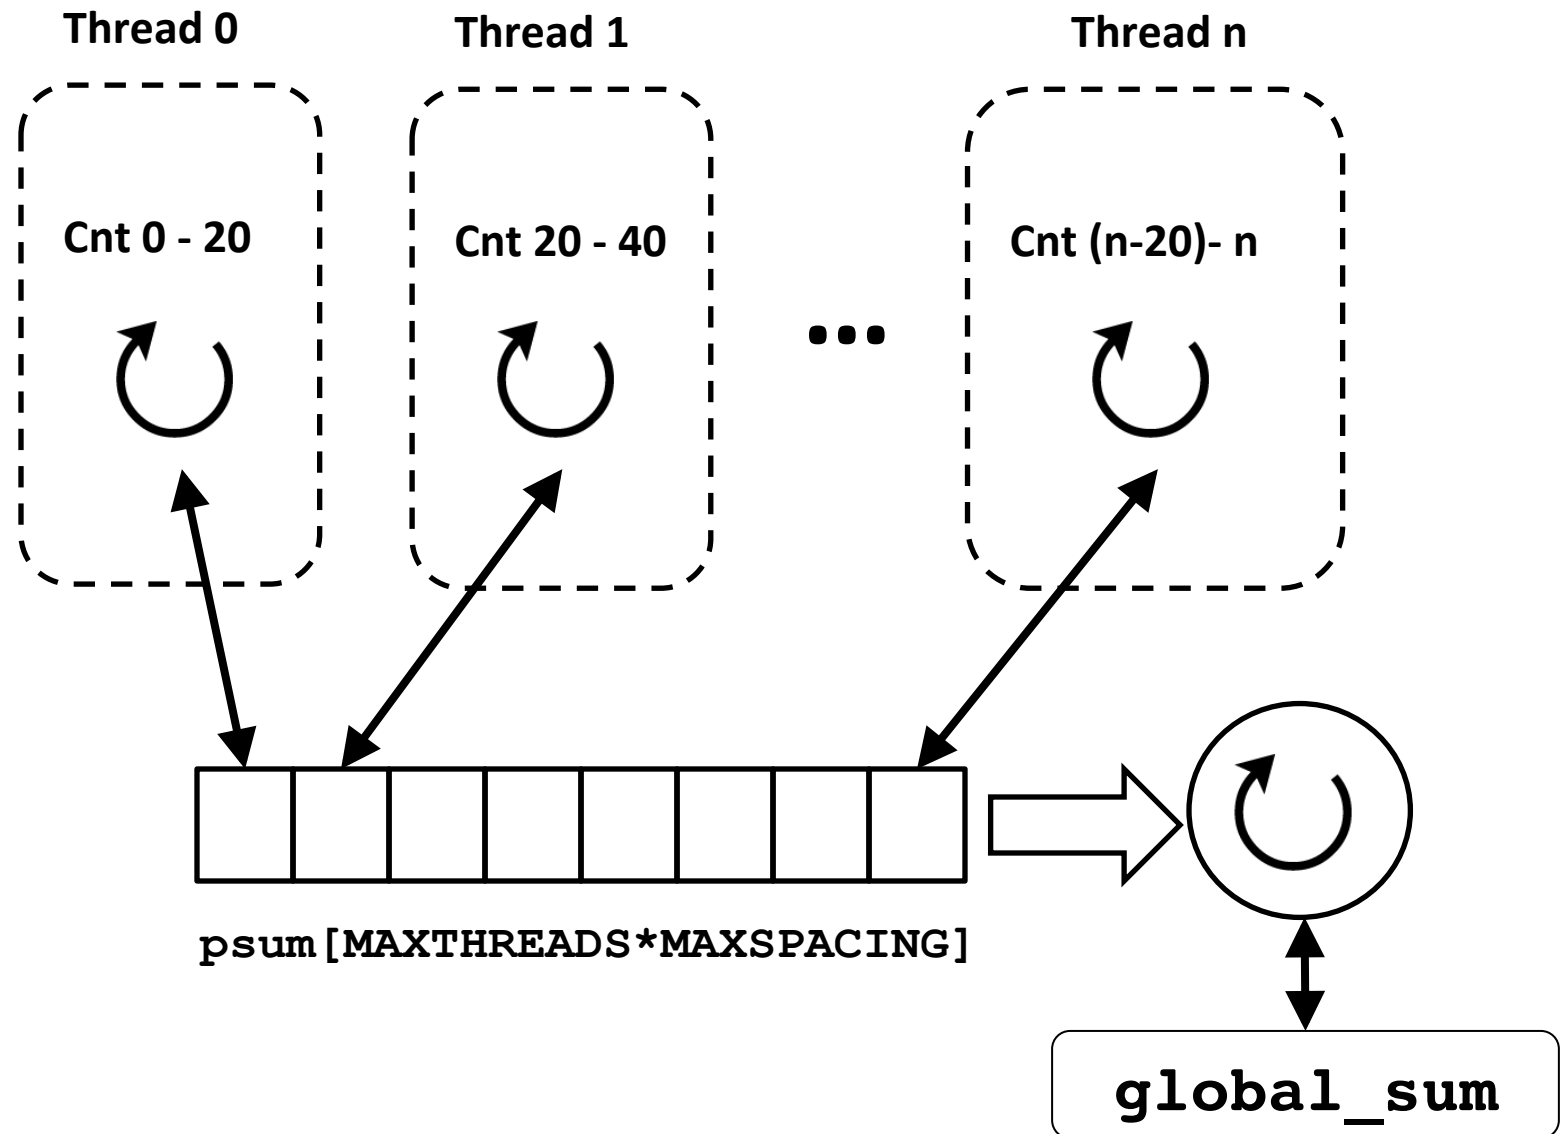 Thread 0
Thread 1
Thread n
Cnt 0 - 20
Cnt 20 - 40
Cnt (n-20)- n
...
psum[MAXTHREADS*MAXSPACING]
global_sum